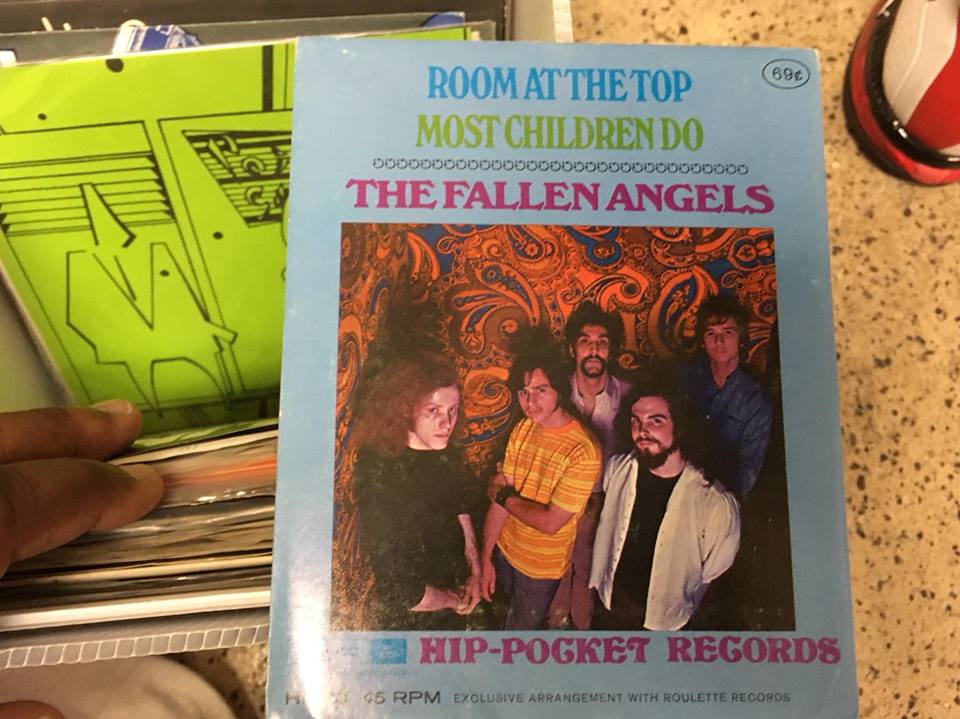 69¢
ROOM AT THE TOP
MOST CHILDREN DO
THE FALLEN ANGELS
HIP-POCKET RECORDS
45 RPM EXCLUSIVE ARRANGEMENT WITH ROULETTE RECORDS